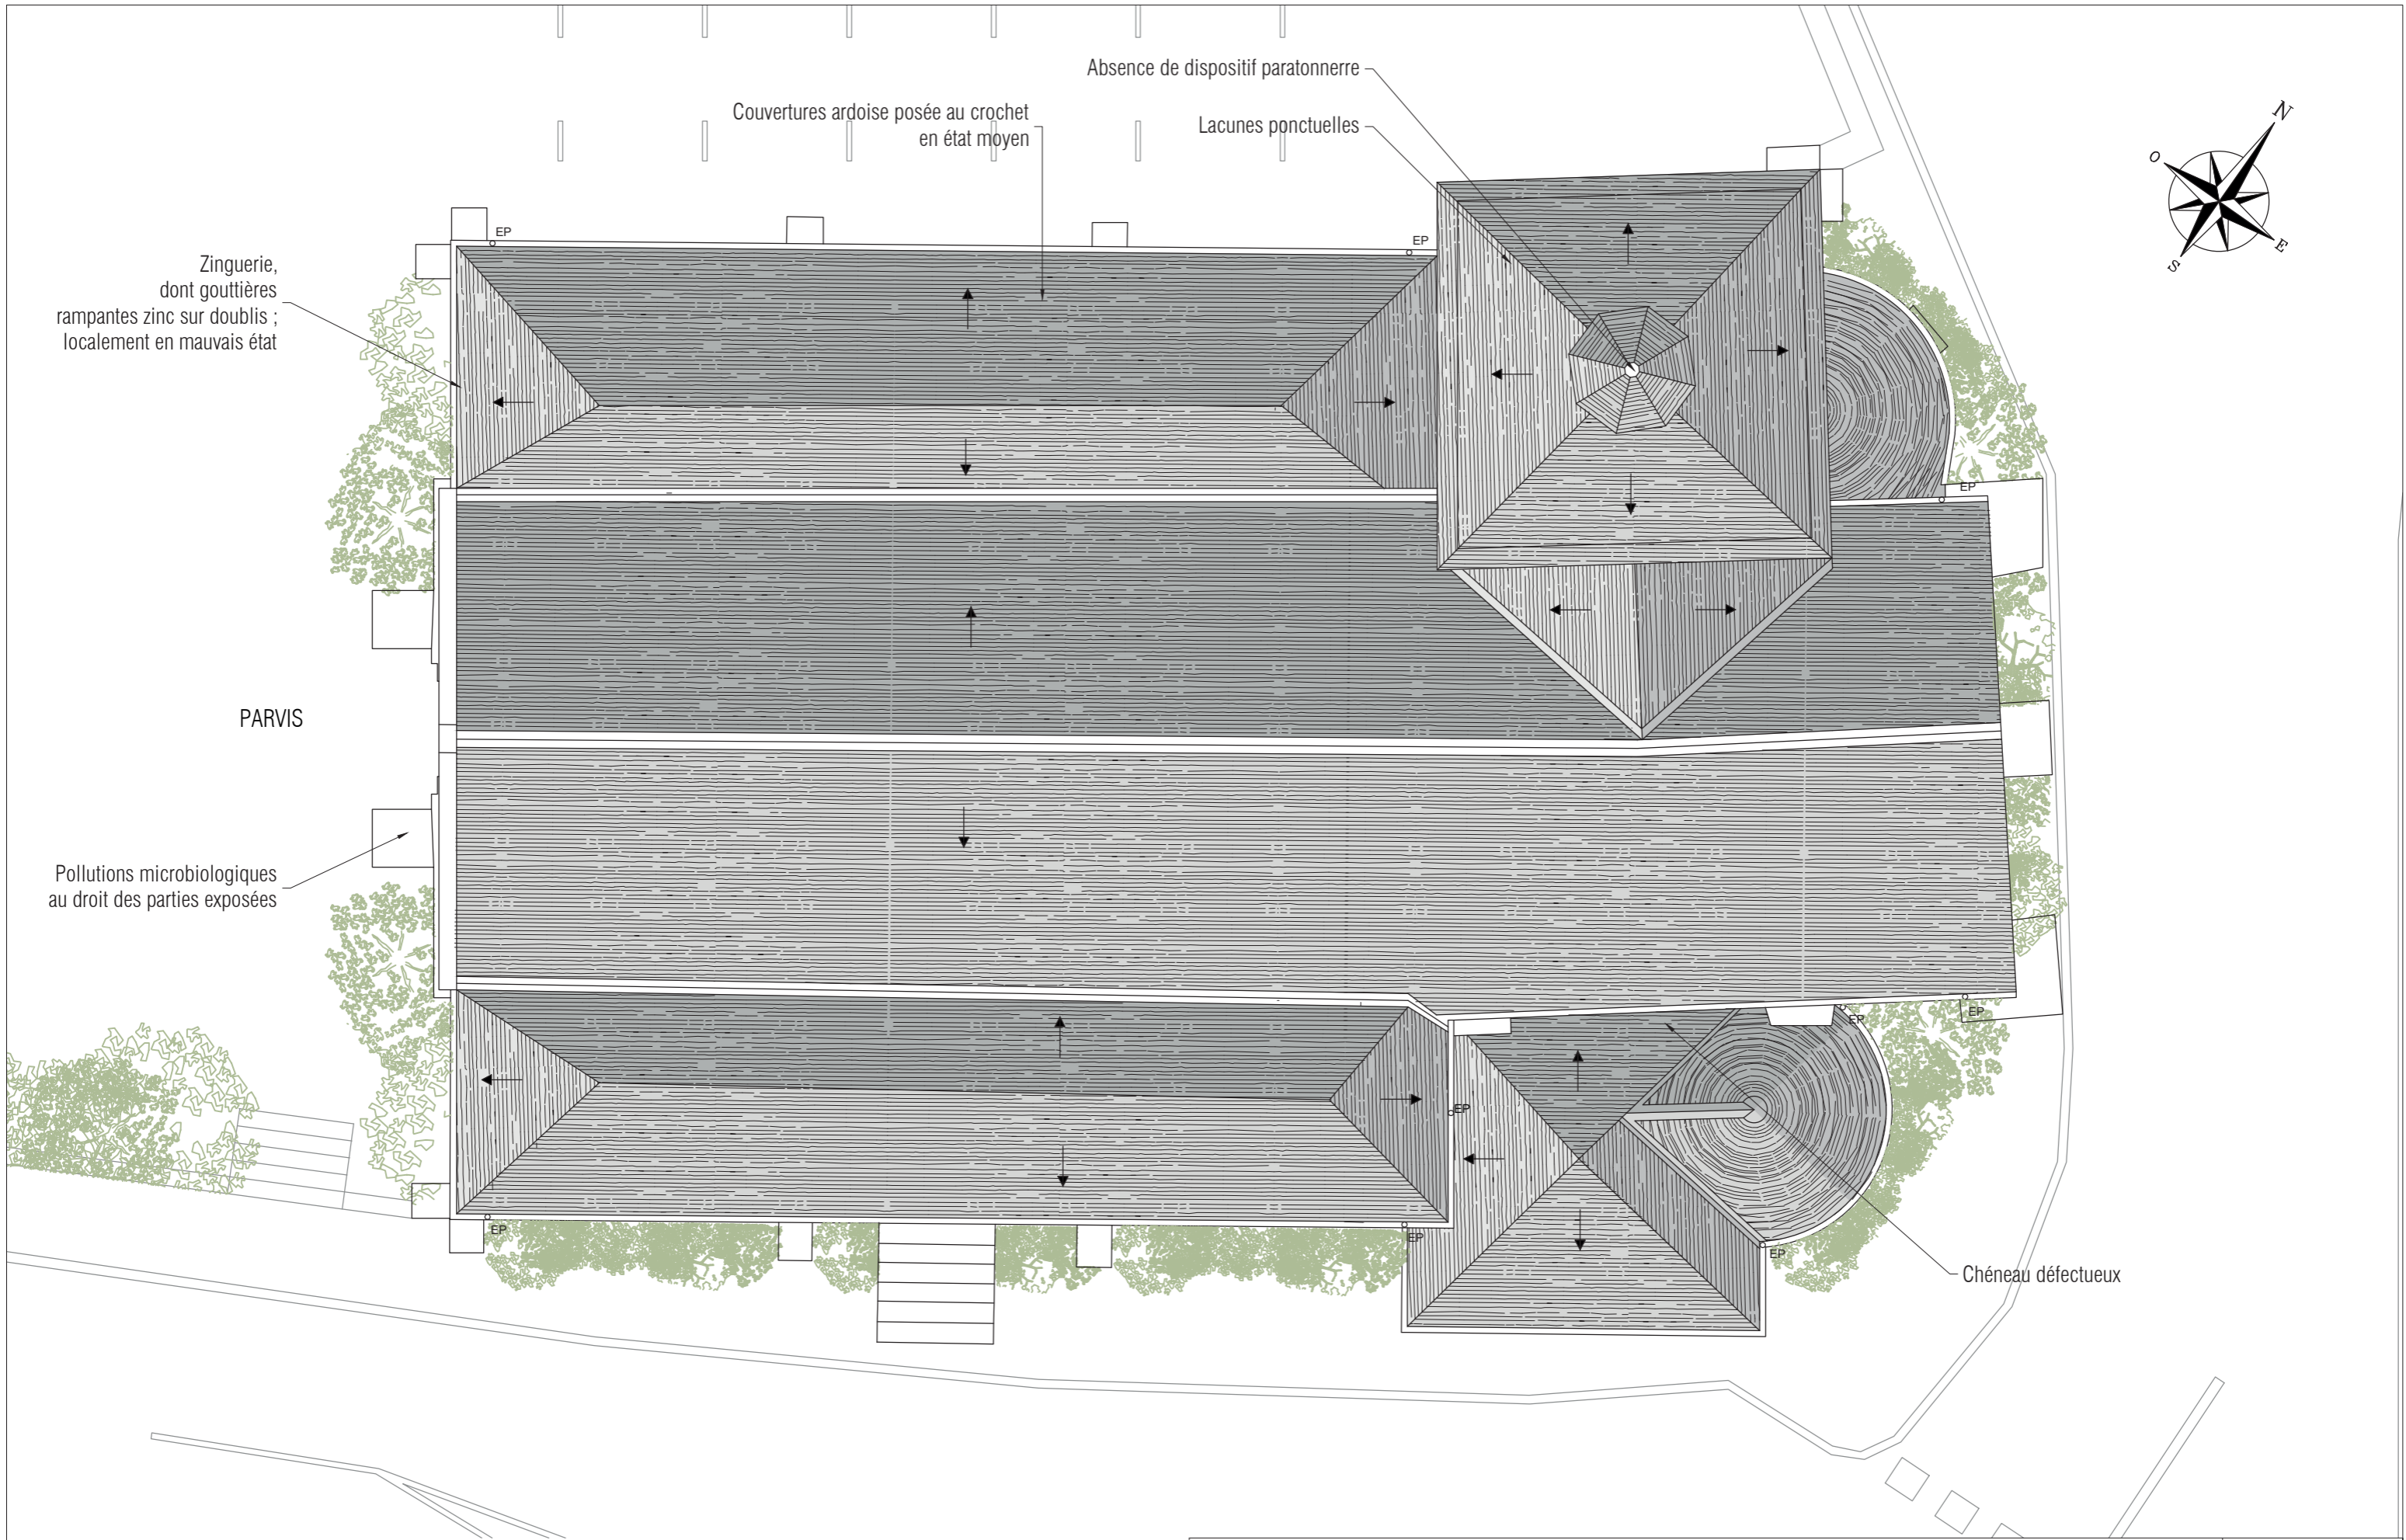 Absence de dispositif paratonnerre
Couvertures ardoise posée au crochet
en état moyen
Lacunes ponctuelles
N
O
E
S
EP
EP
Zinguerie,
dont gouttières
rampantes zinc sur doublis ;
localement en mauvais état
EP
PARVIS
Pollutions microbiologiques
au droit des parties exposées
EP
EP
EP
EP
EP
EP
Chéneau défectueux